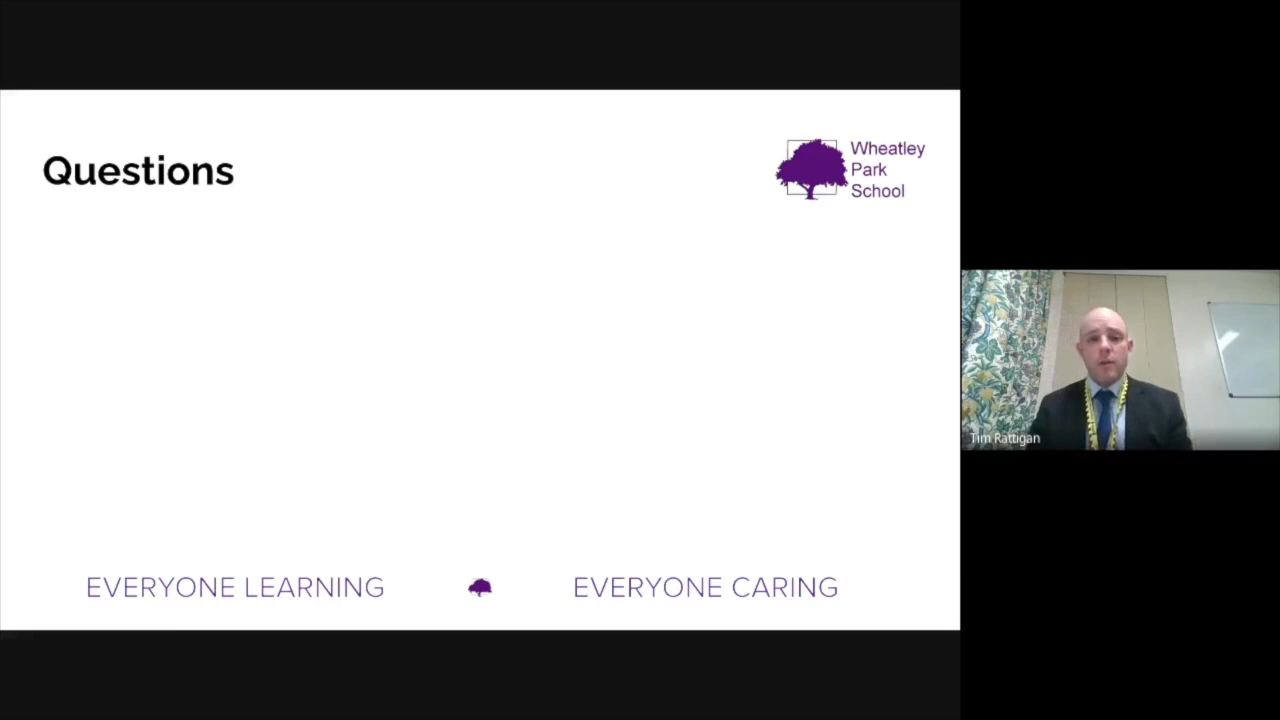 Questions
Wheatley
Park
School
Tim Rattigan
EVERYONE LEARNING
EVERYONE CARING